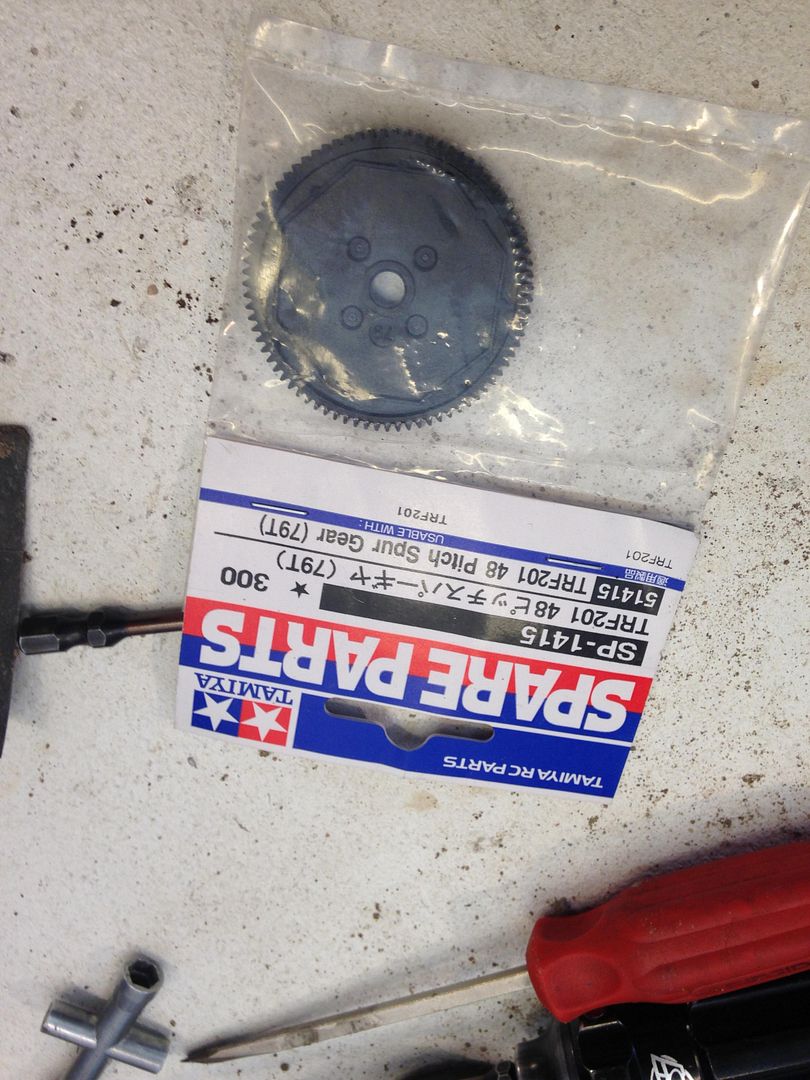 TAMIYA RC PARTS
TAMIYA
SPARE PARTS
SP-1415
TRF201 48ピッチスパーギヤ (79T)
★ 300
51415 TRF201 48 Pitch Spur Gear (79T)
適用製品
USABLE WITH :
TRF201
TRF201
79